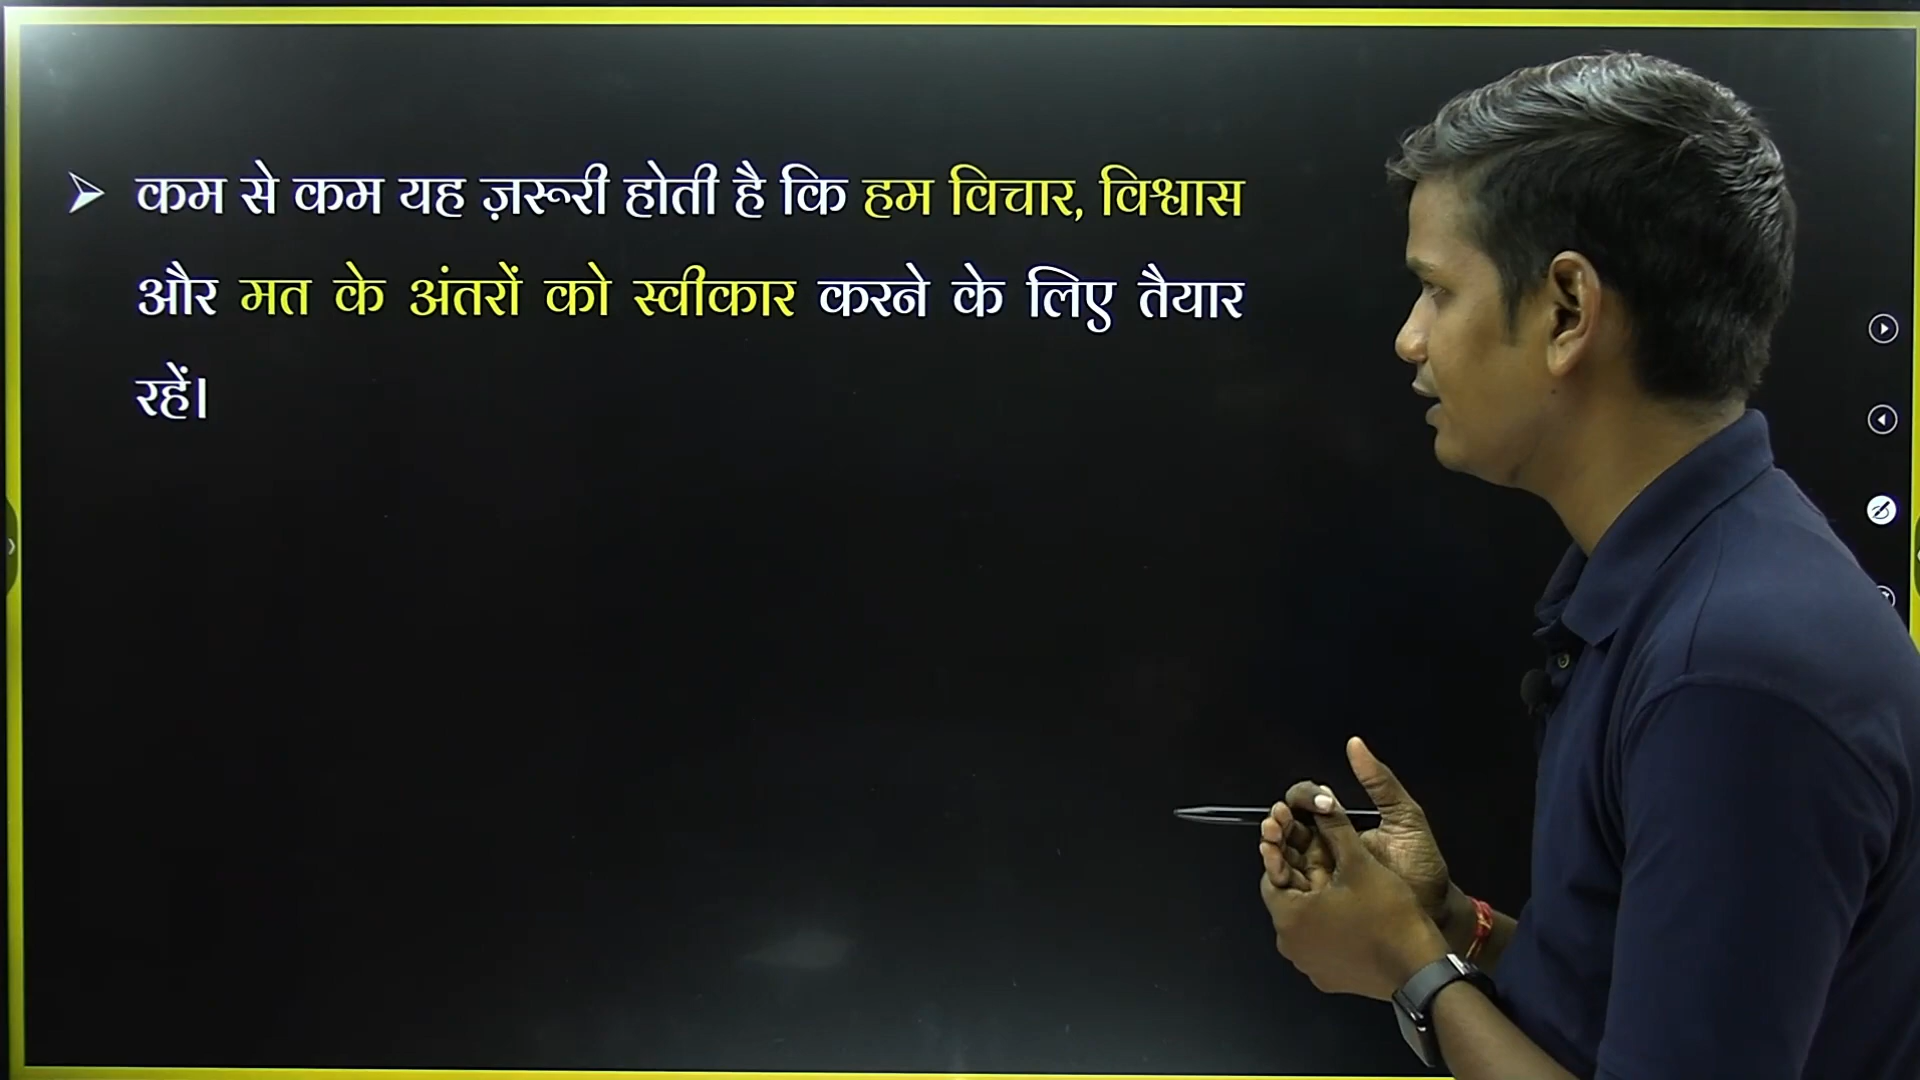 कम से कम यह ज़रूरी होती है कि हम विचार, विश्वास
और मत के अंतरों को स्वीकार करने के लिए तैयार
रहें।